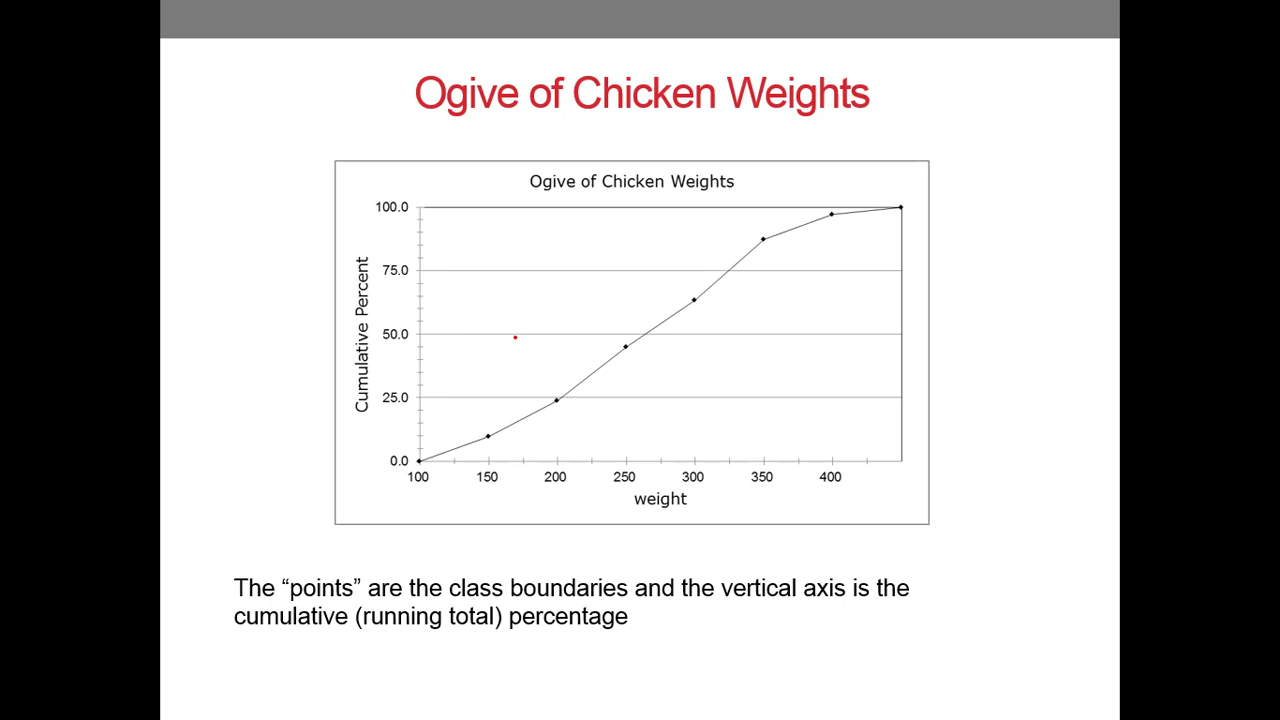 Ogive of Chicken Weights
Ogive of Chicken Weights
100.0
75.0
50.0
25.0
0.0
Cumulative Percent
100 150 200 250 300 350 400
weight
The “points” are the class boundaries and the vertical axis is the
cumulative (running total) percentage